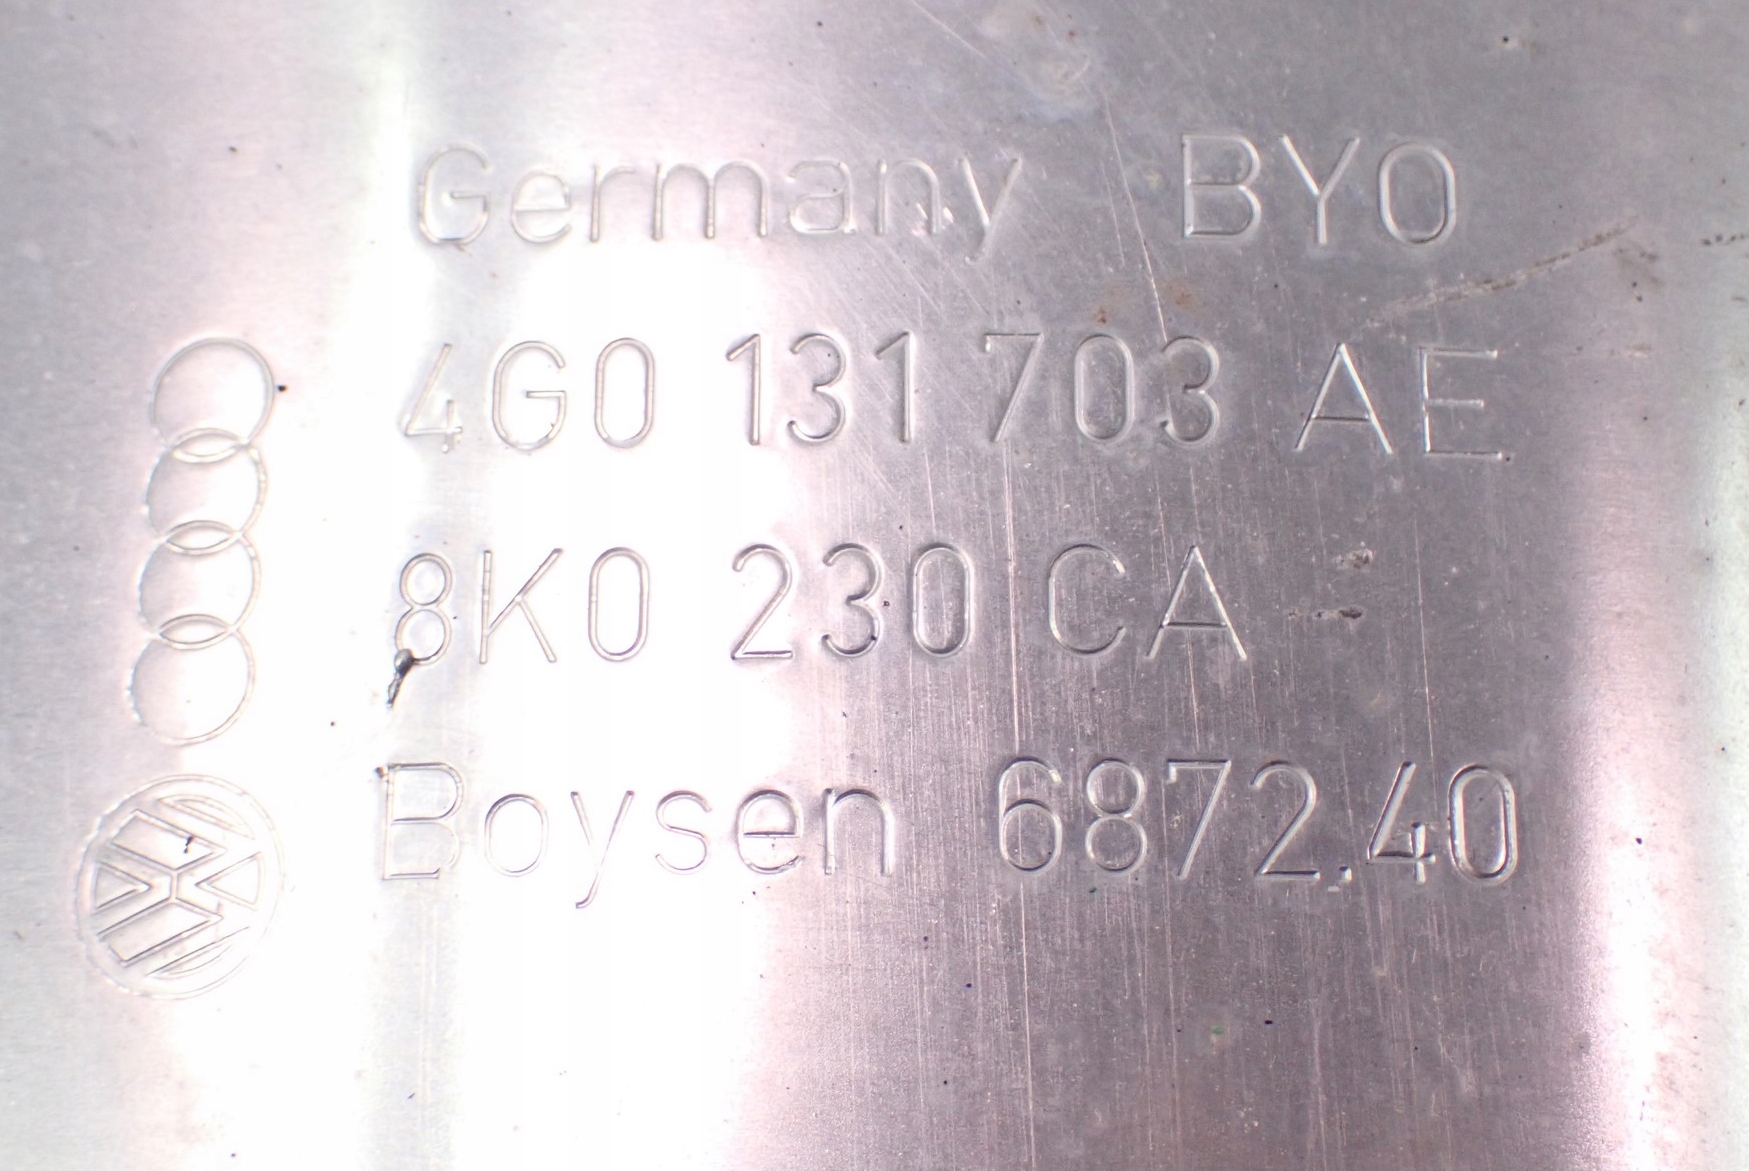 Germany BYO
4G0 131 703 AE
8K0 230 CA
Boysen 6872.40